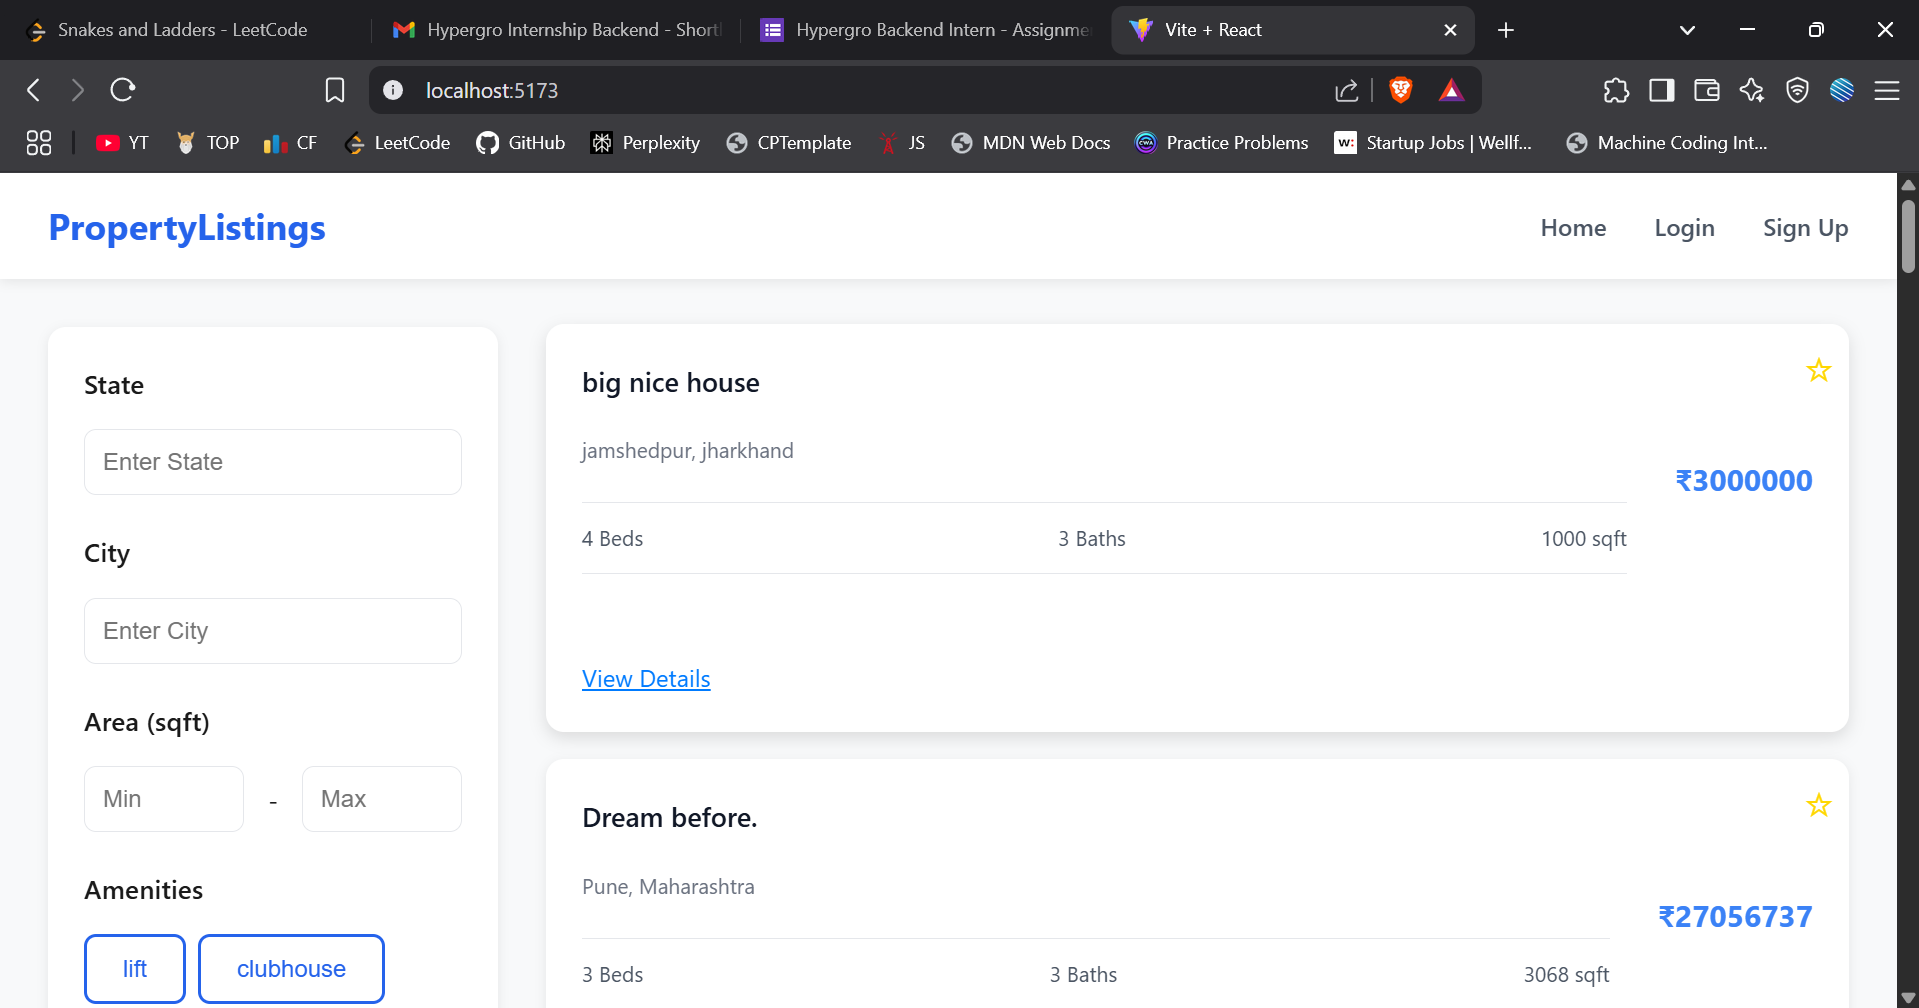 Snakes and Ladders - LeetCode
Hypergro Internship Backend - Short
Hypergro Backend Intern - Assignme
Vite + React
localhost:5173
YT
TOP
CF
LeetCode
GitHub
Perplexity
CPTemplate
JS
MDN Web Docs
CWA
Practice Problems
w:
Startup Jobs | Wellf...
Machine Coding Int...
PropertyListings
Home
Login
Sign Up
State
Enter State
City
Enter City
Area (sqft)
Min
-
Max
Amenities
lift
clubhouse
big nice house
jamshedpur, jharkhand
₹3000000
4 Beds
3 Baths
1000 sqft
View Details
Dream before.
Pune, Maharashtra
₹27056737
3 Beds
3 Baths
3068 sqft